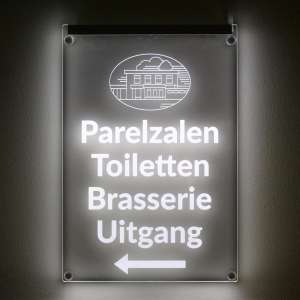 Parelzalen
Toiletten
Brasserie
Uitgang